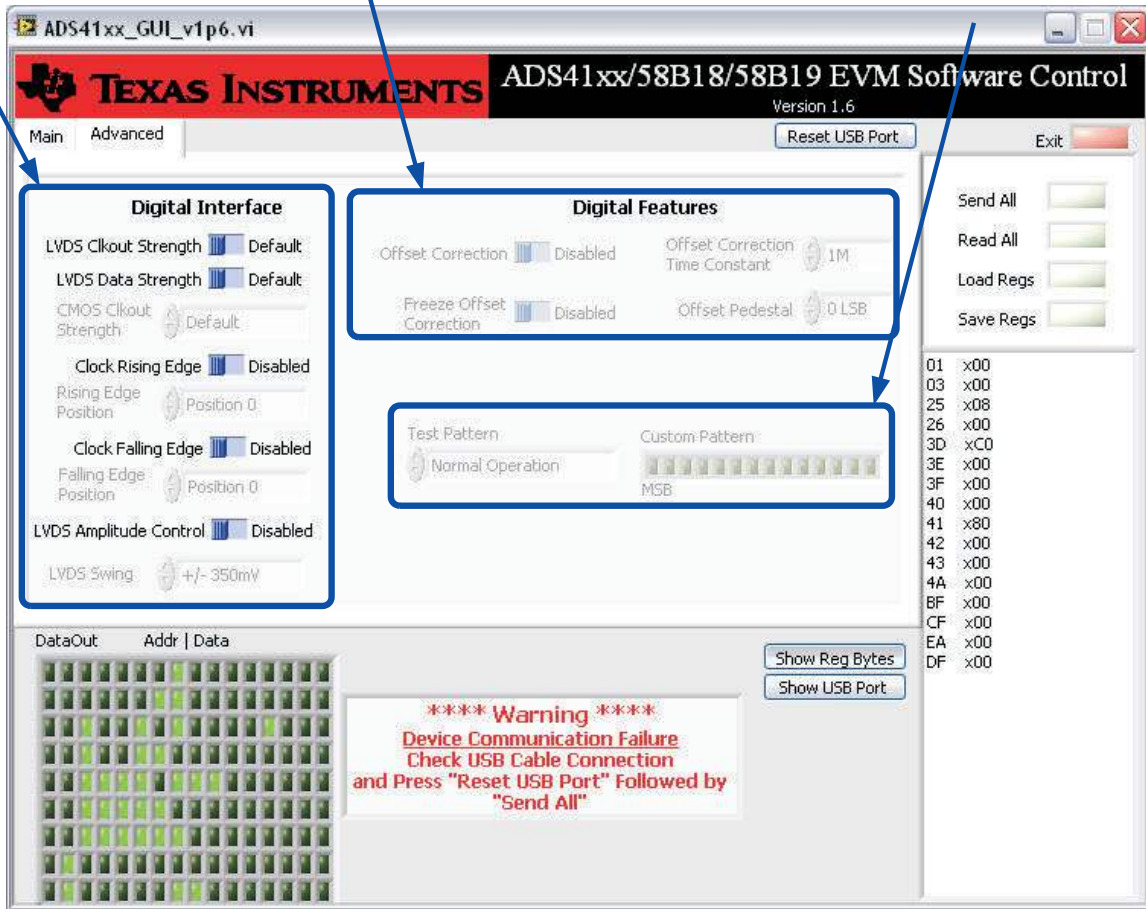 ADS41xx_GUI_v1p6.vi
TEXAS INSTRUMENTS
ADS41xx/58B18/58B19 EVM Software Control
Version 1.6
Main
Advanced
Reset USB Port
Exit
Digital Interface
LVDS Clkout Strength
Default
LVDS Data Strength
Default
CMOS Clkout
Strength
Default
Clock Rising Edge
Disabled
Rising Edge
Position
Position 0
Clock Falling Edge
Disabled
Falling Edge
Position
Position 0
LVDS Amplitude Control
Disabled
LVDS Swing
+/- 350mV
Digital Features
Offset Correction
Disabled
Offset Correction
Time Constant
1M
Freeze Offset
Correction
Disabled
Offset Pedestal
0 LSB
Test Pattern
Normal Operation
Custom Pattern
MSB
Send All
Read All
Load Regs
Save Regs
01 x00
03 x00
25 x08
26 x00
3D xC0
3E x00
3F x00
40 x00
41 x80
42 x00
43 x00
4A x00
BF x00
CF x00
EA x00
DF x00
DataOut
Addr | Data
Show Reg Bytes
Show USB Port
**** Warning ****
Device Communication Failure
Check USB Cable Connection
and Press "Reset USB Port" Followed by
"Send All"